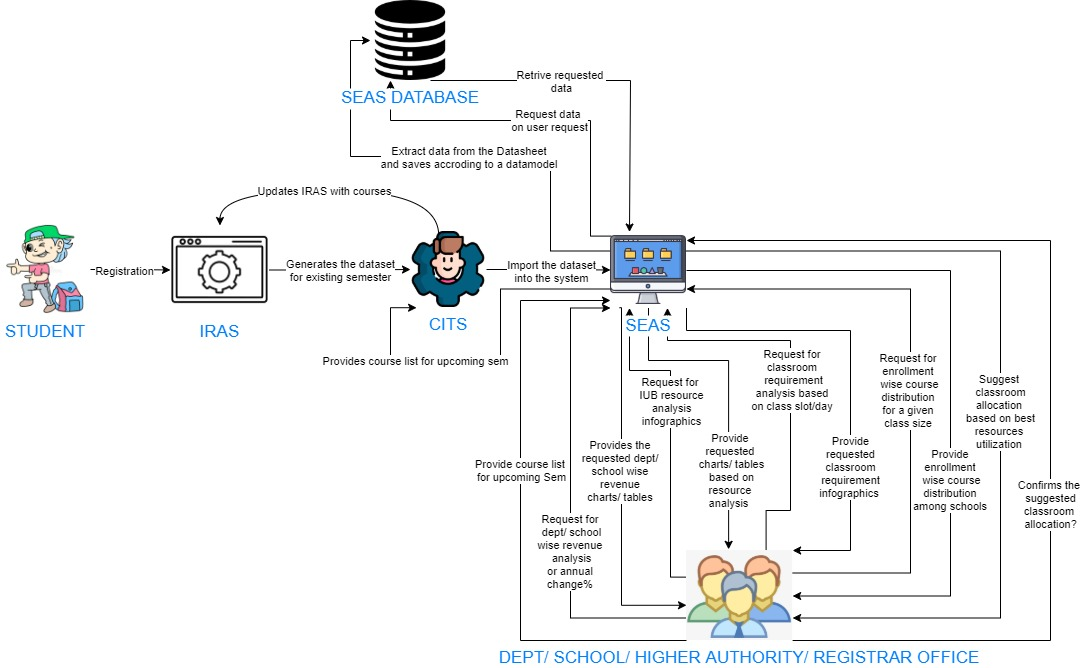 Retrive requested
data
SEAS DATABASE
Request data
on user request
Extract data from the Datasheet
and saves accroding to a datamodel
Updates IRAS with courses
Registration
Generates the dataset
for existing semester
Import the dataset
into the system
STUDENT
IRAS
CITS
SEAS
Provides course list for upcoming sem
Request for
classroom
requirement
analysis based
on class slot/day
Request for
enrollment
wise course
distribution
for a given
class size
Suggest
classroom
allocation
based on best
resources
utilization
Request for
IUB resource
analysis
infographics
Provides the
requested dept/
school wise
revenue
charts/ tables
Provide
requested
charts/ tables
based on
resource
analysis
Provide
requested
classroom
requirement
infographics
Provide
enrollment
wise course
distribution
among schools
Provide course list
for upcoming Sem
Confirms the
suggested
classroom
allocation?
Request for
dept/ school
wise revenue
analysis
or annual
change%
DEPT/ SCHOOL/ HIGHER AUTHORITY/ REGISTRAR OFFICE